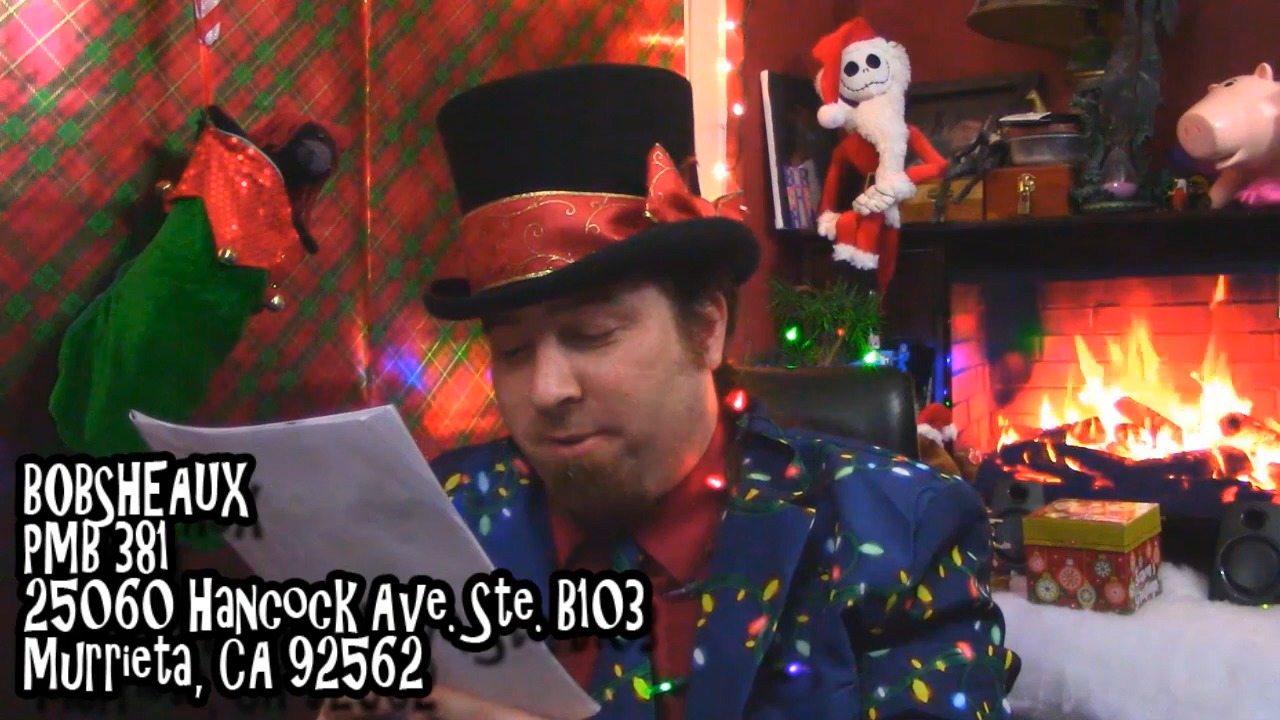 BOBSHEAUX
PMB 381
25060 Hancock Ave. Ste. B103
Murrieta, CA 92562